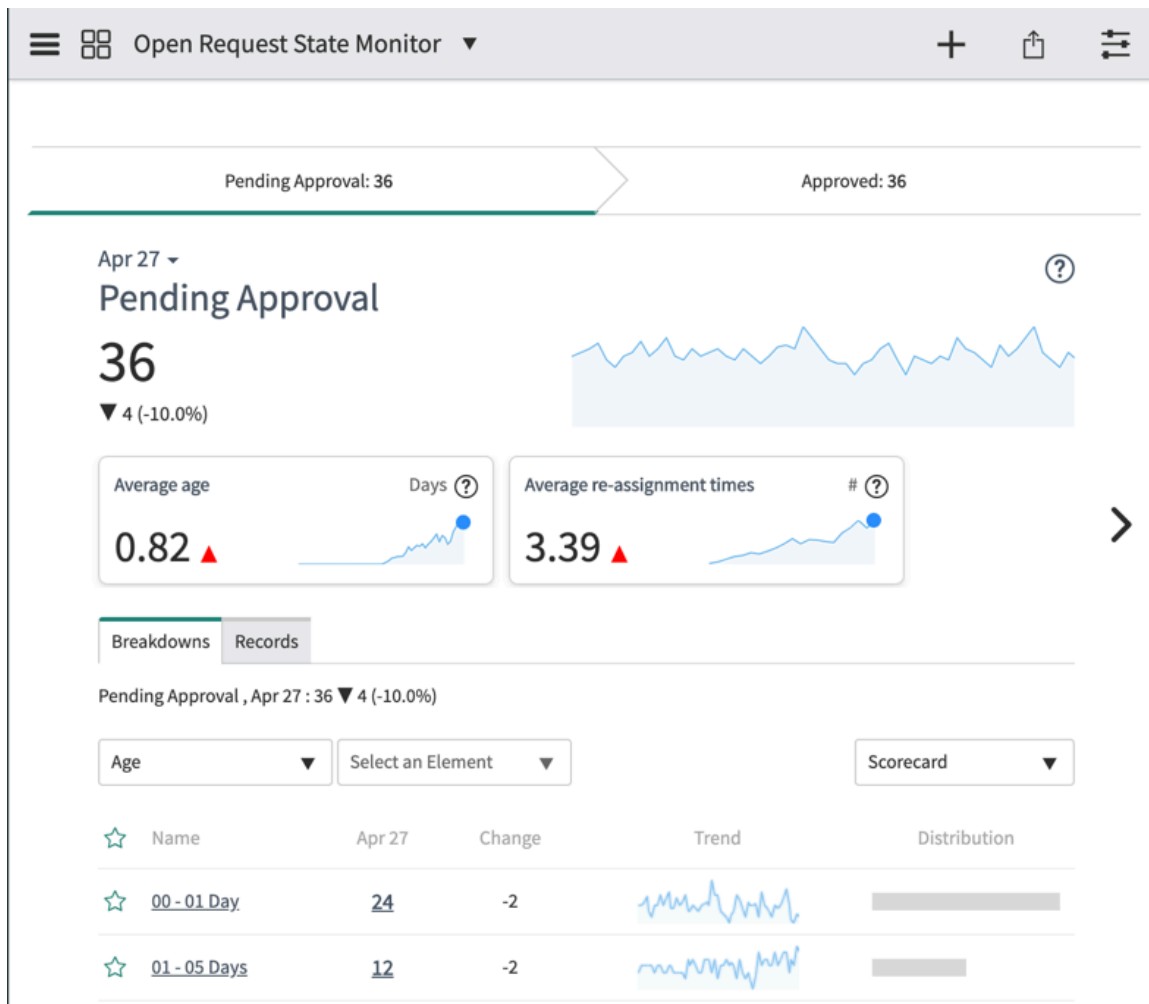 Open Request State Monitor ▼
Pending Approval: 36
Approved: 36
Apr 27
Pending Approval
36
▼ 4 (-10.0%)
Average age Days ?
0.82 ▲
Average re-assignment times # ?
3.39 ▲
Breakdowns Records
Pending Approval , Apr 27 : 36 ▼ 4 (-10.0%)
Age ▼ Select an Element ▼ Scorecard ▼
Name Apr 27 Change Trend Distribution
00 - 01 Day 24 -2
01 - 05 Days 12 -2